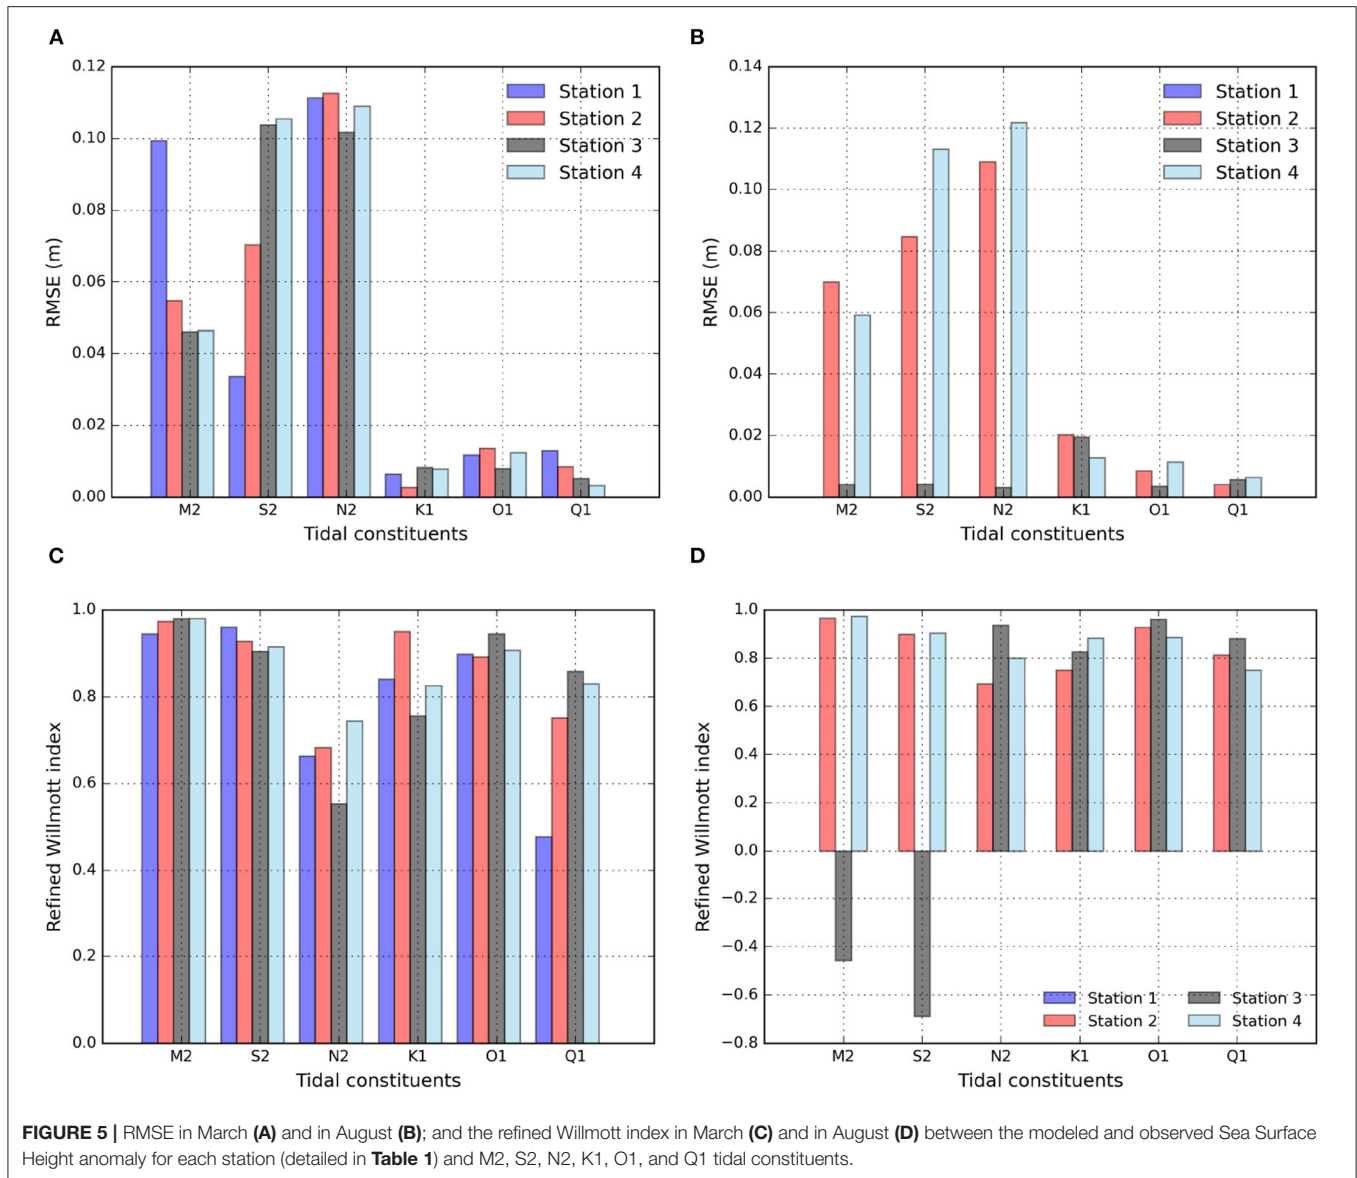 A
0.12
0.10
0.08
0.06
0.04
0.02
0.00
RMSE (m)
Station 1
Station 2
Station 3
Station 4
M2 S2 N2 K1 O1 Q1
Tidal constituents
B
0.14
0.12
0.10
0.08
0.06
0.04
0.02
0.00
RMSE (m)
Station 1
Station 2
Station 3
Station 4
M2 S2 N2 K1 O1 Q1
Tidal constituents
C
1.0
0.8
0.6
0.4
0.2
0.0
Refined Willmott index
M2 S2 N2 K1 O1 Q1
Tidal constituents
D
1.0
0.8
0.6
0.4
0.2
0.0
−0.2
−0.4
−0.6
−0.8
Refined Willmott index
Station 1 Station 3
Station 2 Station 4
M2 S2 N2 K1 O1 Q1
Tidal constituents
FIGURE 5 | RMSE in March (A) and in August (B); and the refined Willmott index in March (C) and in August (D) between the modeled and observed Sea Surface
Height anomaly for each station (detailed in Table 1) and M2, S2, N2, K1, O1, and Q1 tidal constituents.